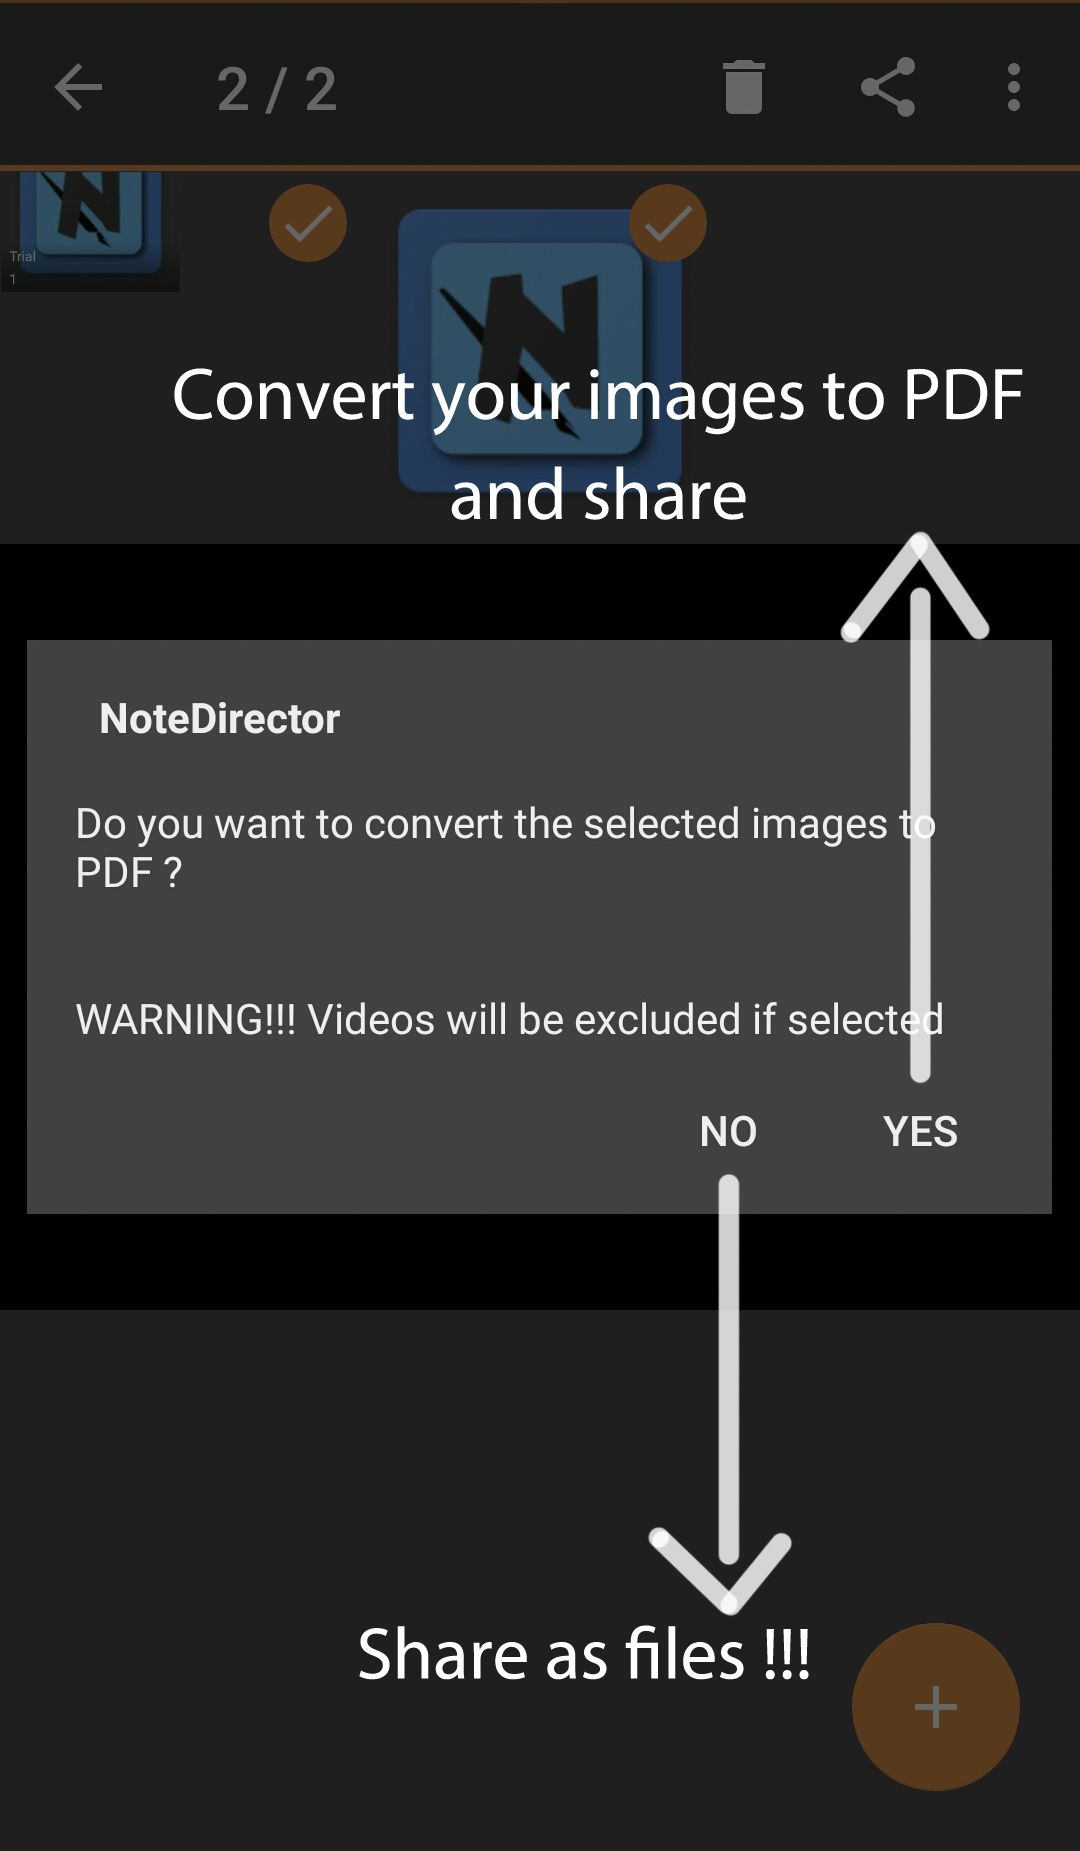 2 / 2
Trial
1
Convert your images to PDF
and share
NoteDirector
Do you want to convert the selected images to
PDF ?
WARNING!!! Videos will be excluded if selected
NO YES
Share as files !!!